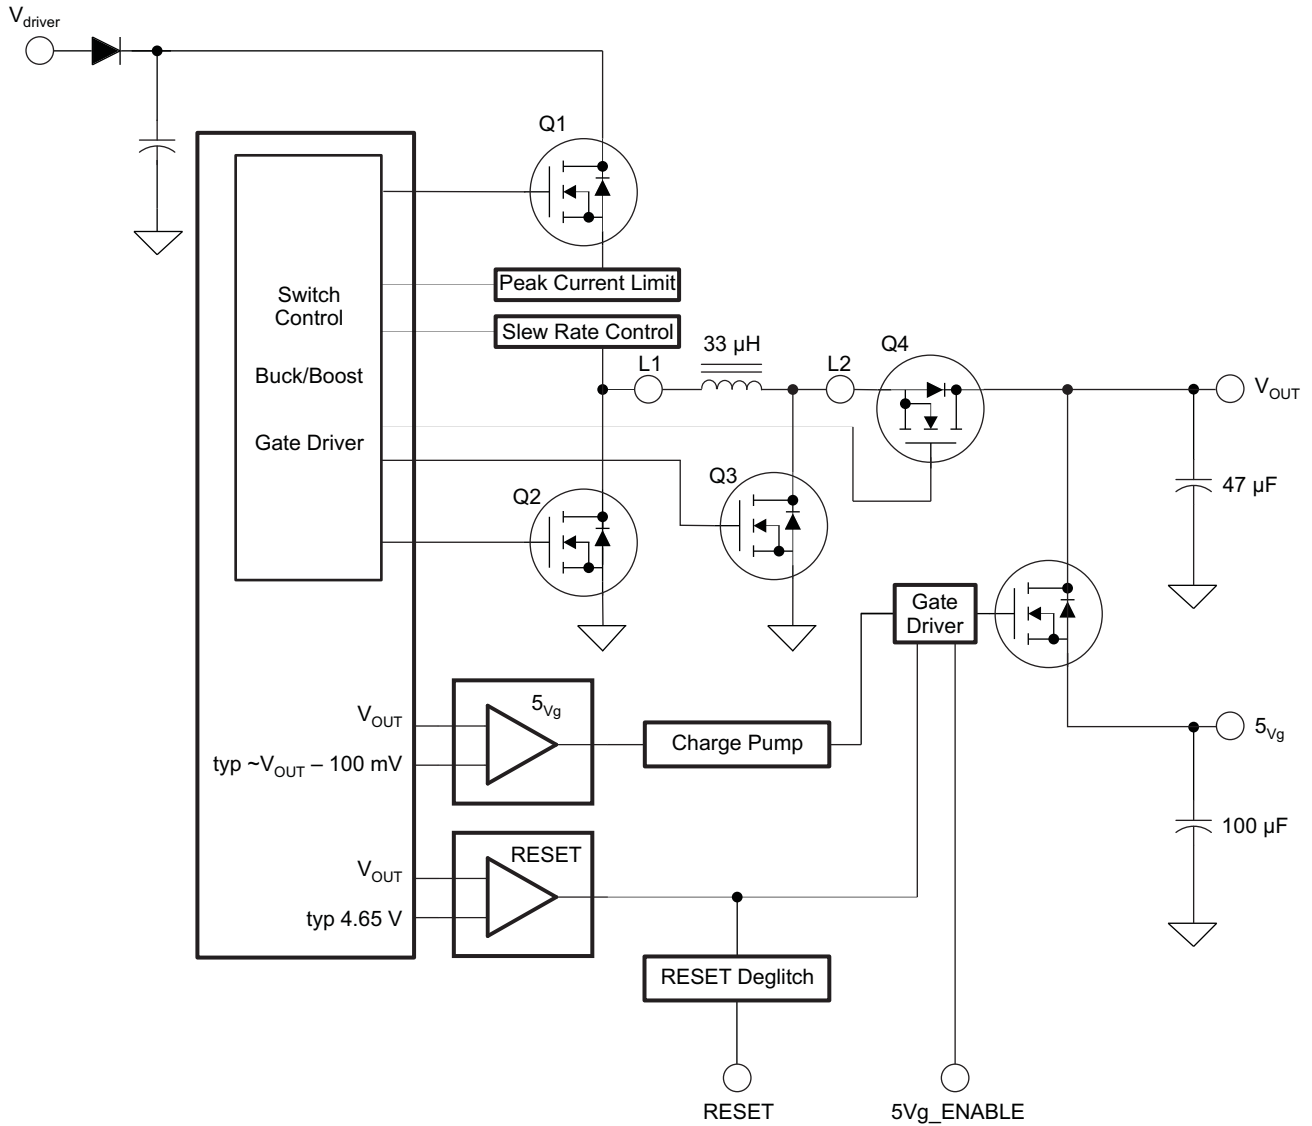 Vdriver
Q1
Peak Current Limit
Switch
Control
Slew Rate Control
33 µH
Q4
L1
L2
Buck/Boost
VOUT
Gate Driver
Q2
Q3
47 µF
Gate
Driver
5Vg
VOUT
Charge Pump
5Vg
typ ~VOUT – 100 mV
100 µF
RESET
VOUT
typ 4.65 V
RESET Deglitch
RESET
5Vg_ENABLE